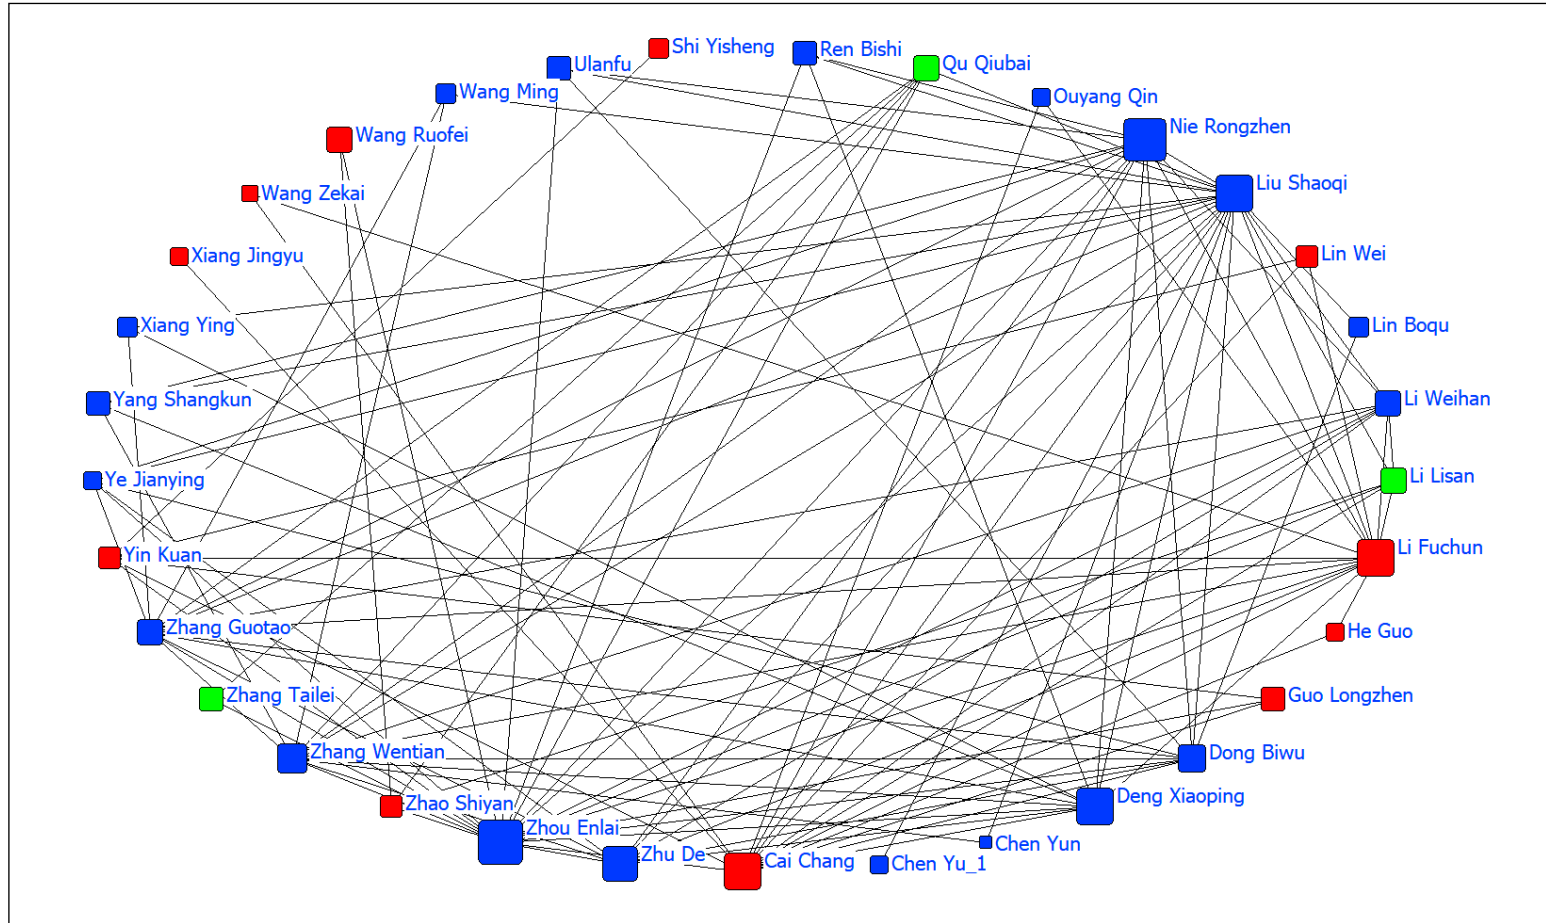 Shi Yisheng
Ren Bishi
Qu Qiubai
Ulanfu
Wang Ming
Ouyang Qin
Wang Ruofei
Nie Rongzhen
Wang Zekai
Liu Shaoqi
Xiang Jingyu
Lin Wei
Xiang Ying
Lin Boqu
Yang Shangkun
Li Weihan
Ye Jianying
Li Lisan
Yin Kuan
Li Fuchun
Zhang Guotao
He Guo
Zhang Tailei
Guo Longzhen
Zhang Wentian
Dong Biwu
Zhao Shiyan
Deng Xiaoping
Zhou Enlai
Chen Yun
Zhu De
Cai Chang
Chen Yu_1